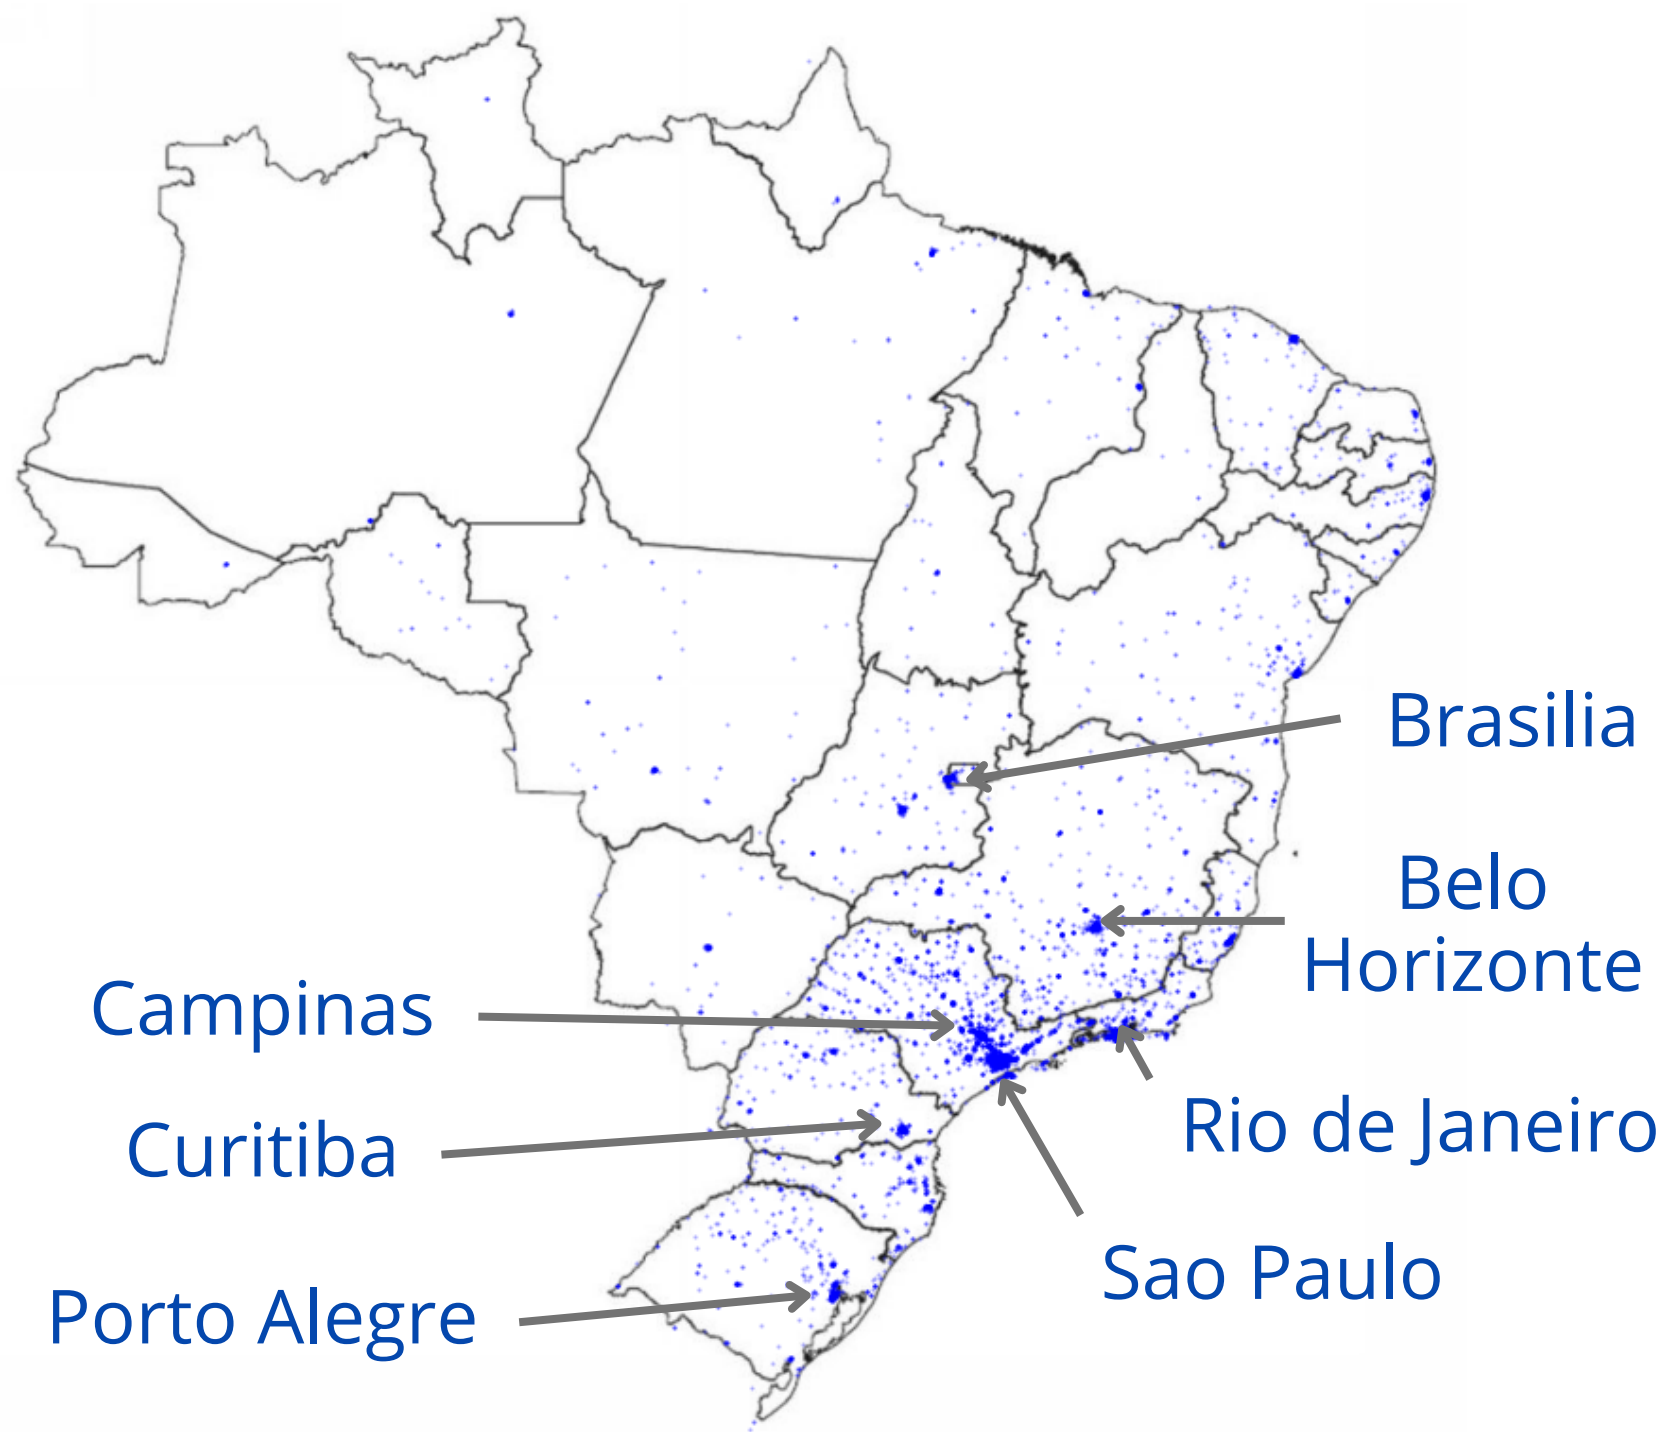 Brasilia
Belo
Horizonte
Campinas
Rio de Janeiro
Curitiba
Sao Paulo
Porto Alegre